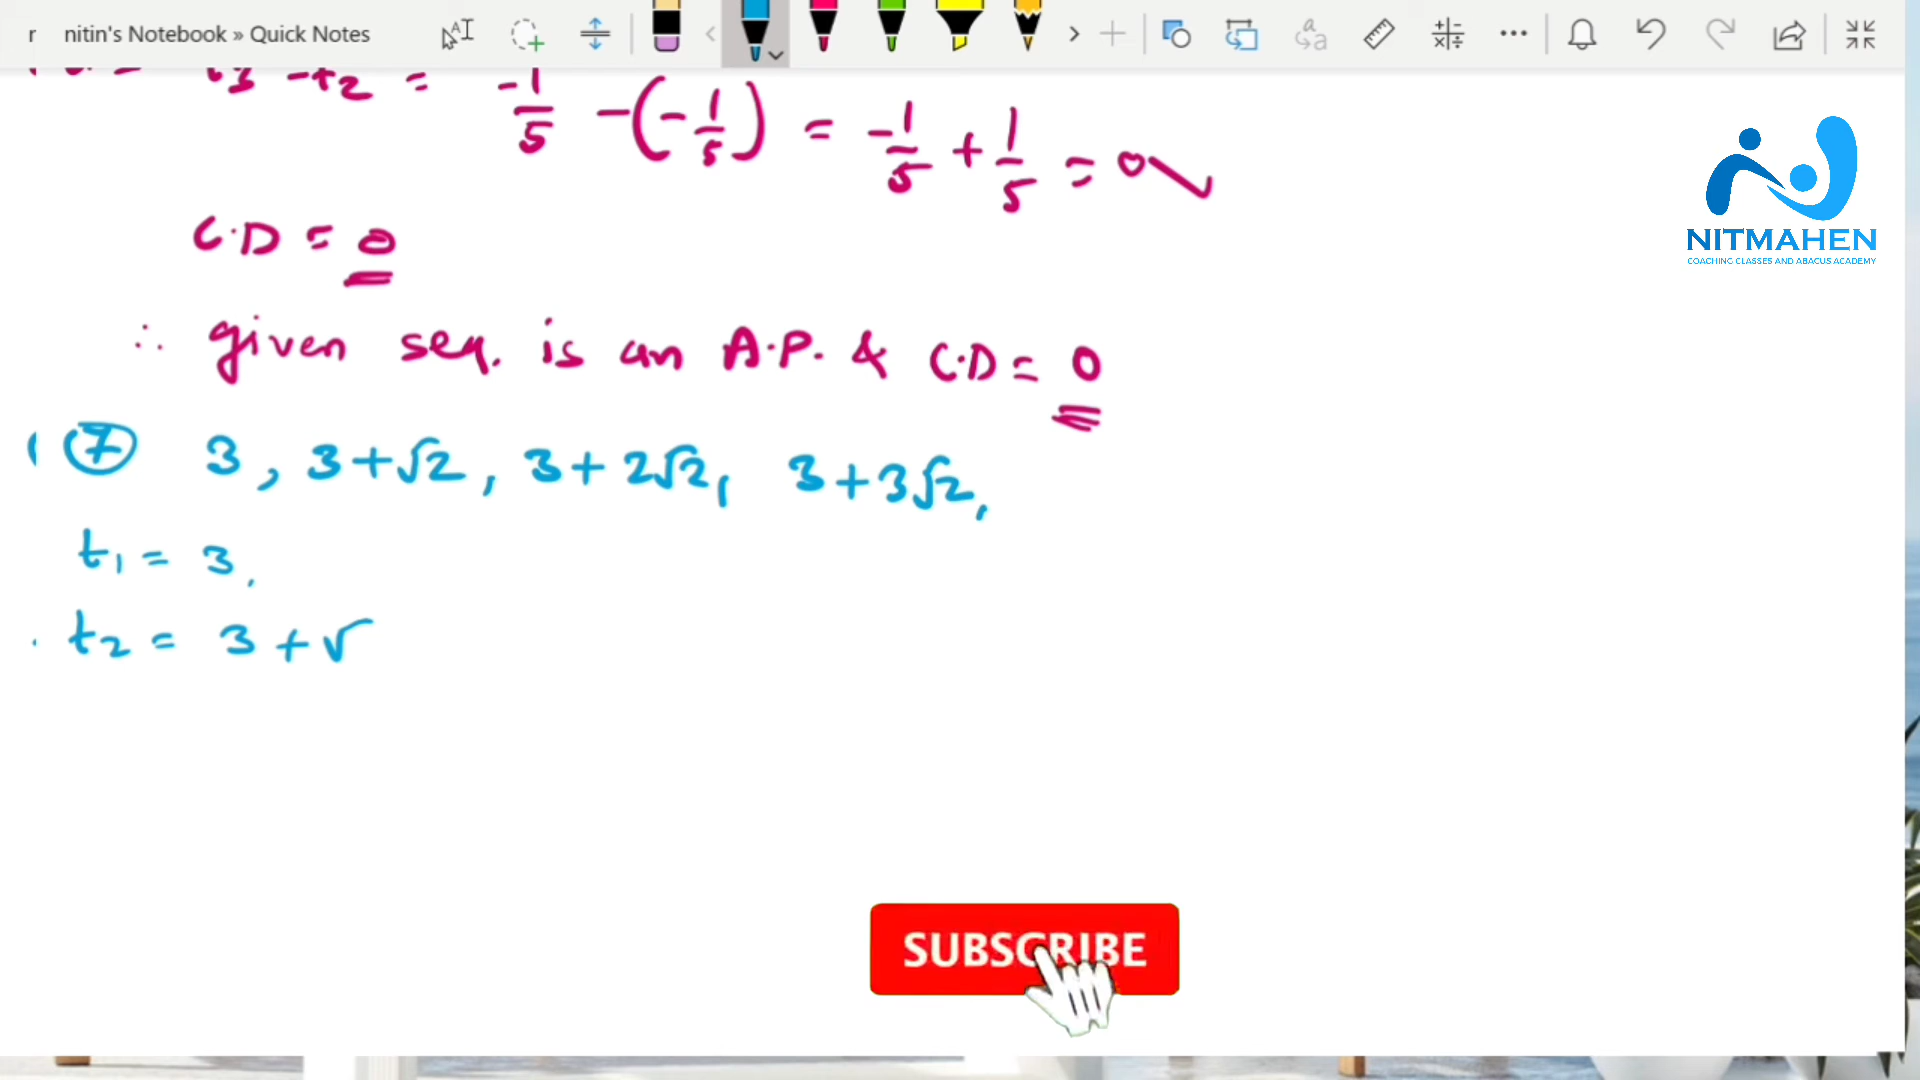 r nitin's Notebook » Quick Notes
t3 - t2 = -1/5 - (-1/5) = -1/5 + 1/5 = 0
C.D = 0
∴ given seq. is an A.P. & C.D = 0
7 3, 3+√2, 3+2√2, 3+3√2,
t1 = 3,
t2 = 3+√
NITMAHEN
COACHING CLASSES AND ABACUS ACADEMY
SUBSCRIBE